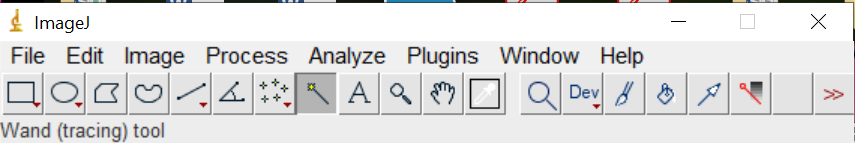 ImageJ
File Edit Image Process Analyze Plugins Window Help
A Dev >>
Wand (tracing) tool